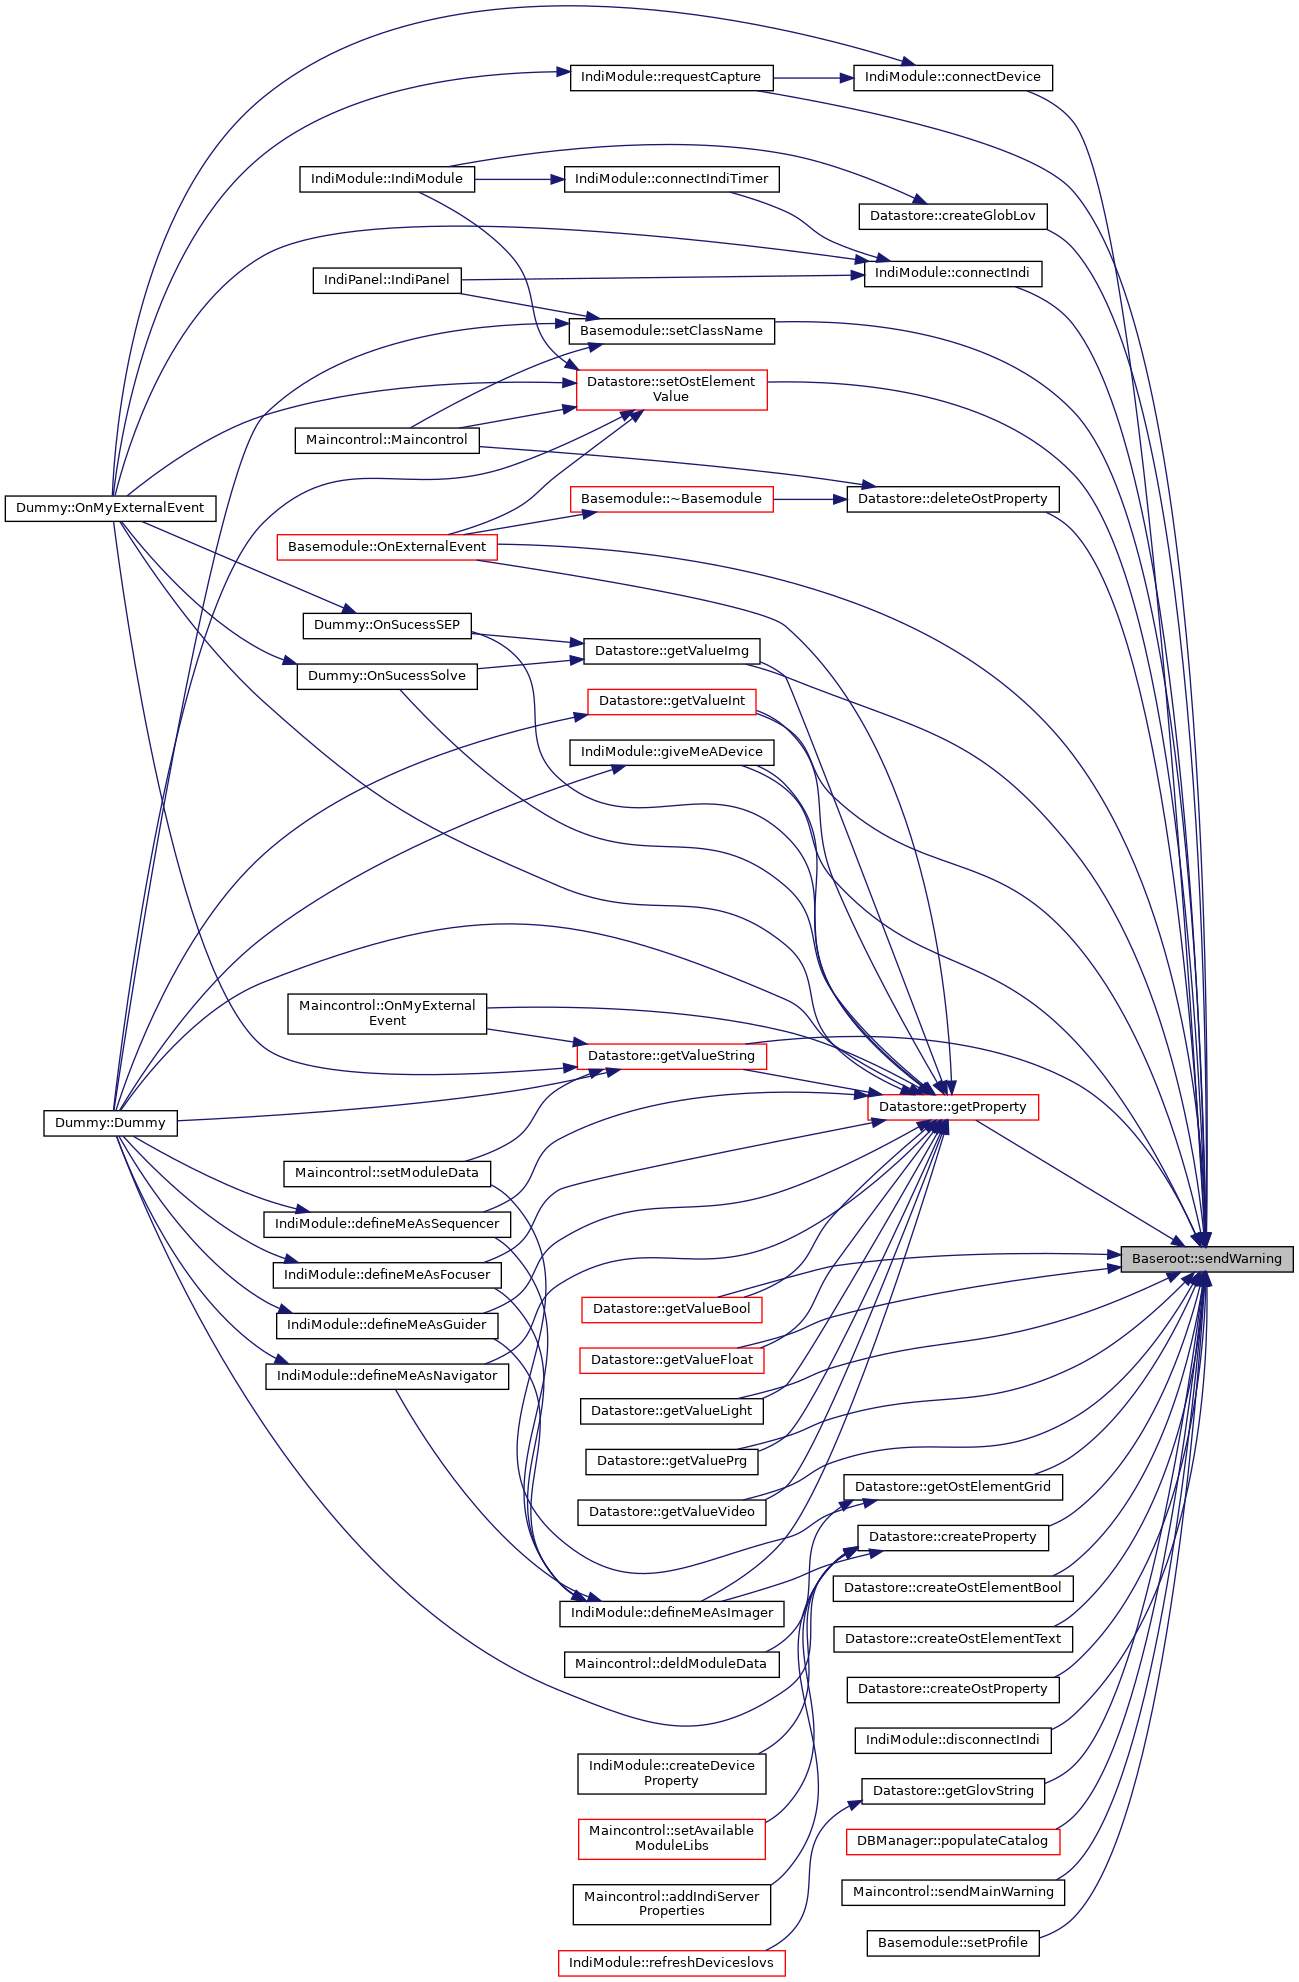 IndiModule::requestCapture
IndiModule::connectDevice
IndiModule::IndiModule
IndiModule::connectIndiTimer
Datastore::createGlobLov
IndiPanel::IndiPanel
IndiModule::connectIndi
Basemodule::setClassName
Datastore::setOstElement
Value
Maincontrol::Maincontrol
Dummy::OnMyExternalEvent
Basemodule::~Basemodule
Datastore::deleteOstProperty
Basemodule::OnExternalEvent
Dummy::OnSucessSEP
Datastore::getValueImg
Dummy::OnSucessSolve
Datastore::getValueInt
IndiModule::giveMeADevice
Maincontrol::OnMyExternal
Event
Datastore::getValueString
Datastore::getProperty
Dummy::Dummy
Maincontrol::setModuleData
IndiModule::defineMeAsSequencer
Baseroot::sendWarning
IndiModule::defineMeAsFocuser
Datastore::getValueBool
IndiModule::defineMeAsGuider
Datastore::getValueFloat
IndiModule::defineMeAsNavigator
Datastore::getValueLight
Datastore::getValuePrg
Datastore::getOstElementGrid
Datastore::getValueVideo
Datastore::createProperty
Datastore::createOstElementBool
IndiModule::defineMeAsImager
Datastore::createOstElementText
Maincontrol::deldModuleData
Datastore::createOstProperty
IndiModule::disconnectIndi
IndiModule::createDevice
Property
Datastore::getGlovString
Maincontrol::setAvailable
ModuleLibs
DBManager::populateCatalog
Maincontrol::sendMainWarning
Maincontrol::addIndiServer
Properties
Basemodule::setProfile
IndiModule::refreshDeviceslovs